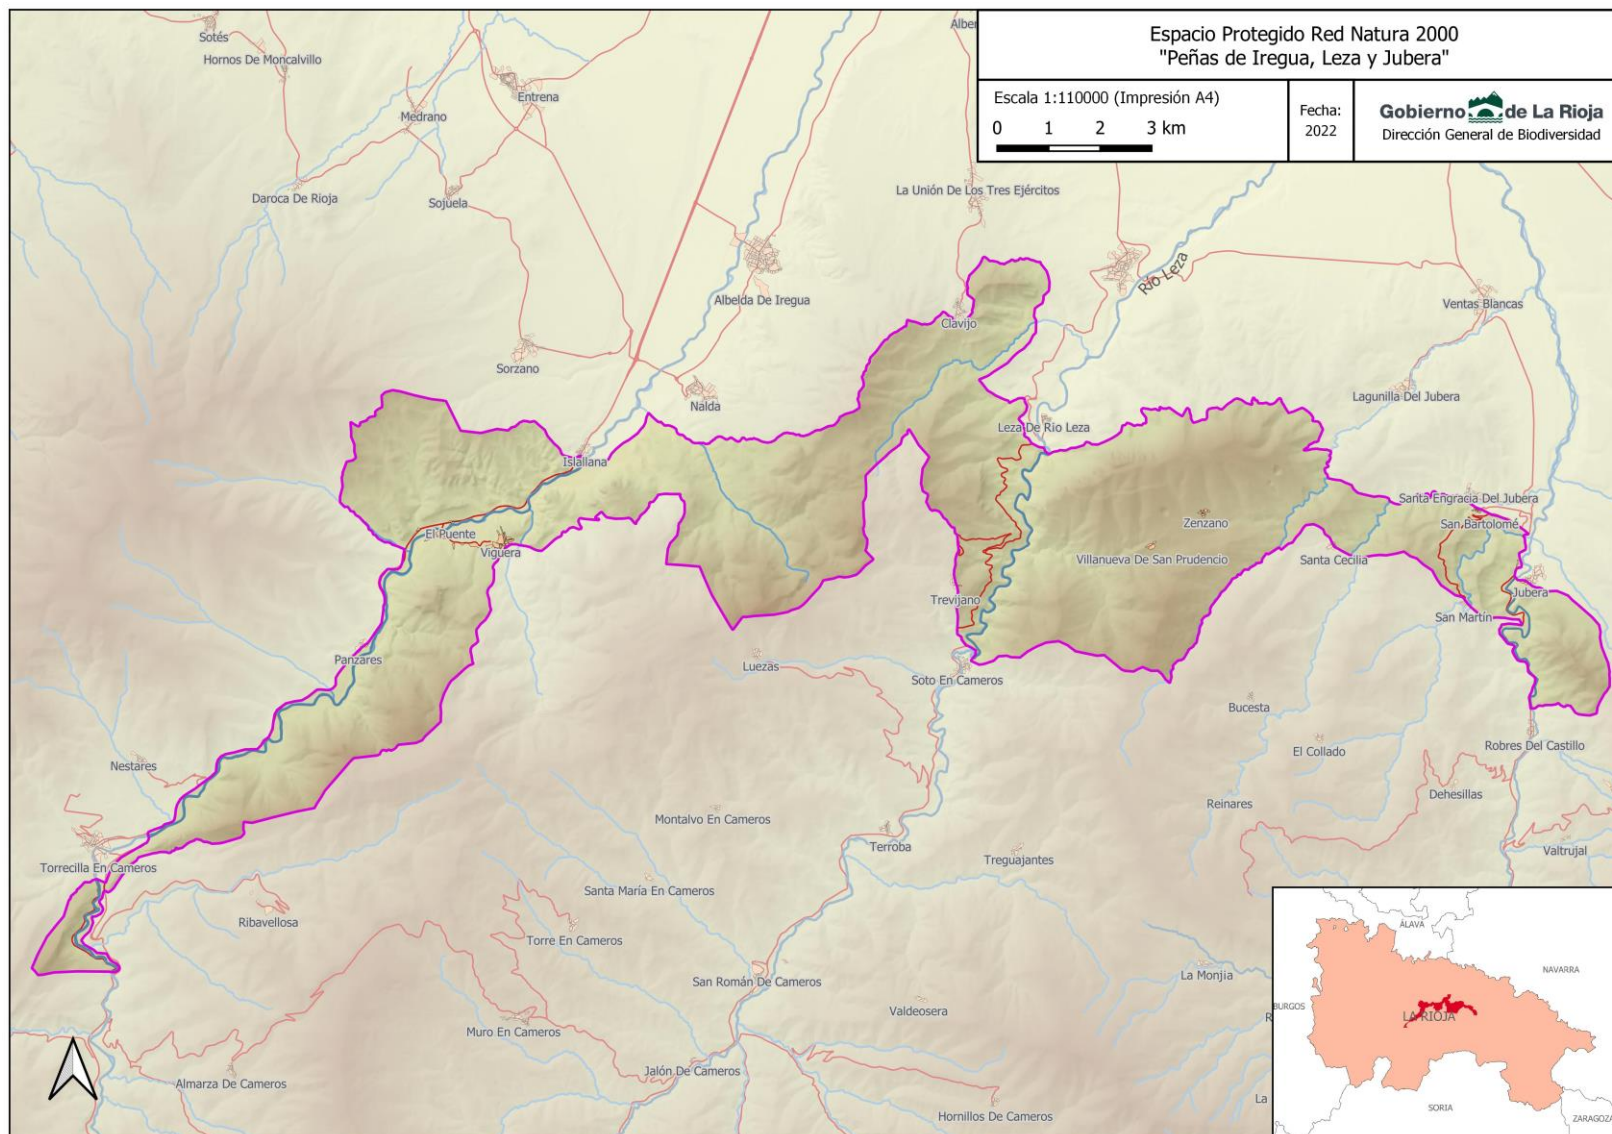 Espacio Protegido Red Natura 2000
"Peñas de Iregua, Leza y Jubera"
Escala 1:110000 (Impresión A4)
0 1 2 3 km
Fecha:
2022
Gobierno de La Rioja
Dirección General de Biodiversidad
Sotés
Hornos De Moncalvillo
Entrena
Medrano
Daroca De Rioja
Sojuela
La Unión De Los Tres Ejércitos
Río Leza
Albelda De Iregua
Ventas Blancas
Clavijo
Sorzano
Nalda
Lagunilla Del Jubera
Leza De Rio Leza
Islallana
Santa Engracia Del Jubera
San Bartolomé
Zenzano
El Puente
Viguera
Villanueva De San Prudencio
Santa Cecilia
Jubera
Trevijano
San Martín
Panzares
Luezas
Soto En Cameros
Bucesta
El Collado
Robres Del Castillo
Nestares
Dehesillas
Reinares
Montalvo En Cameros
Terroba
Treguajantes
Valtrujal
Torrecilla En Cameros
Santa María En Cameros
Ribavellosa
Torre En Cameros
La Monjia
San Román De Cameros
Valdeosera
Muro En Cameros
Jalón De Cameros
Almarza De Cameros
Hornillos De Cameros
La
ÁLAVA
NAVARRA
BURGOS
LA RIOJA
SORIA
ZARAGOZA